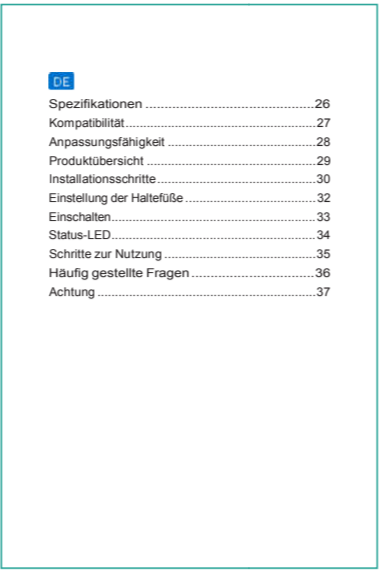 DE
Spezifikationen .............................................26
Kompatibilität...................................................27
Anpassungsfähigkeit ........................................28
Produktübersicht .............................................29
Installationsschritte...........................................30
Einstellung der Haltefüße...................................32
Einschalten.......................................................33
Status-LED.......................................................34
Schritte zur Nutzung .........................................35
Häufig gestellte Fragen................................36
Achtung ...........................................................37